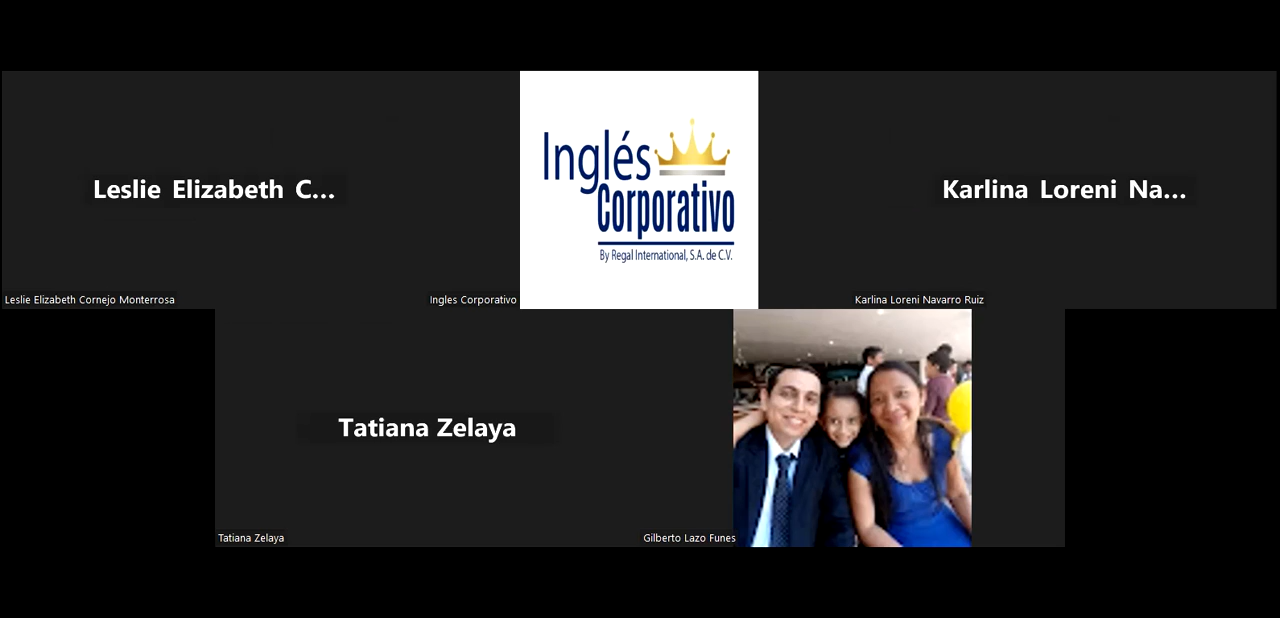 Leslie Elizabeth C...
Inglés
Corporativo
By Regal International, S.A. de C.V.
Karlina Loreni Na...
Leslie Elizabeth Cornejo Monterrosa
Ingles Corporativo
Karlina Loreni Navarro Ruiz
Tatiana Zelaya
Tatiana Zelaya
Gilberto Lazo Funes